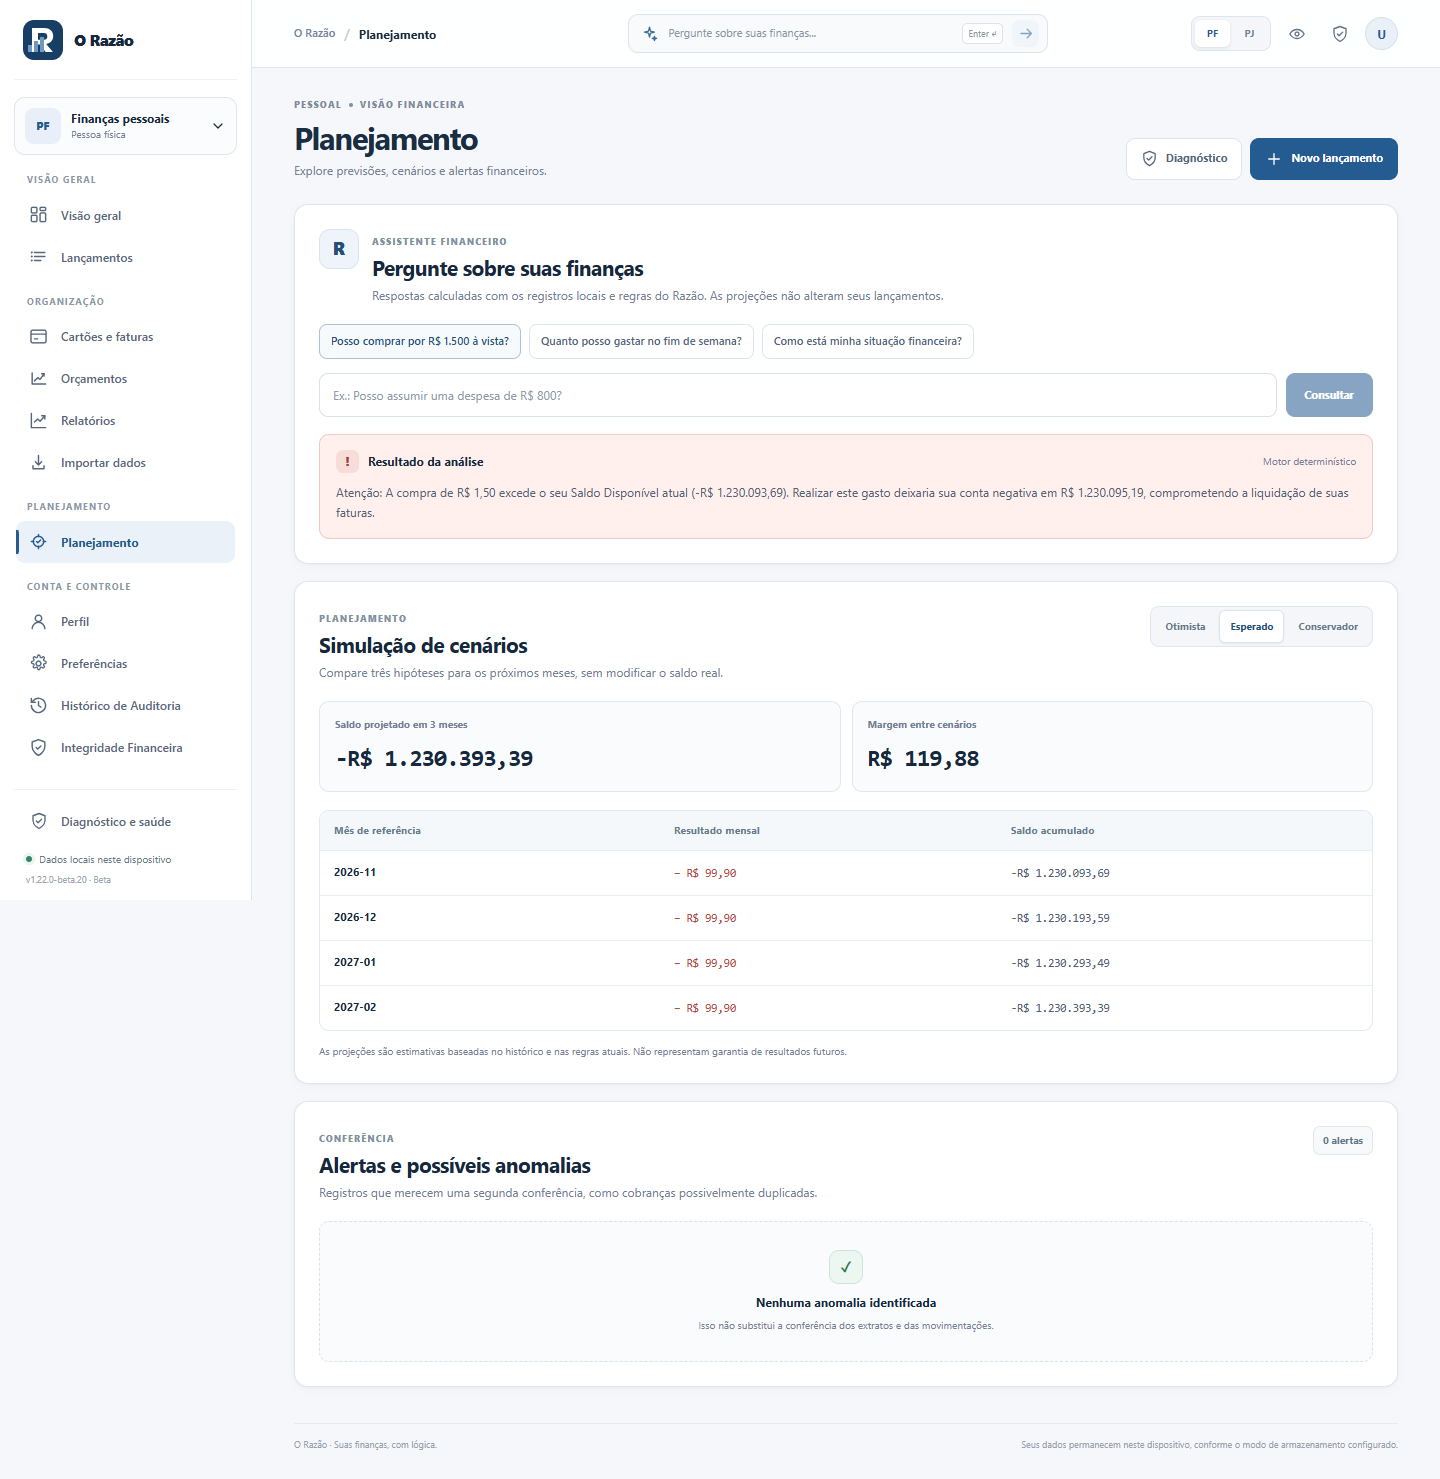 O Razão
PF
Finanças pessoais
Pessoa física
VISÃO GERAL
Visão geral
Lançamentos
ORGANIZAÇÃO
Cartões e faturas
Orçamentos
Relatórios
Importar dados
PLANEJAMENTO
Planejamento
CONTA E CONTROLE
Perfil
Preferências
Histórico de Auditoria
Integridade Financeira
Diagnóstico e saúde
Dados locais neste dispositivo
v1.22.0-beta.20 · Beta
O Razão / Planejamento
Pergunte sobre suas finanças...
Enter ↵
PF PJ
U
PESSOAL • VISÃO FINANCEIRA
Planejamento
Explore previsões, cenários e alertas financeiros.
Diagnóstico
Novo lançamento
R
ASSISTENTE FINANCEIRO
Pergunte sobre suas finanças
Respostas calculadas com os registros locais e regras do Razão. As projeções não alteram seus lançamentos.
Posso comprar por R$ 1.500 à vista?
Quanto posso gastar no fim de semana?
Como está minha situação financeira?
Ex.: Posso assumir uma despesa de R$ 800?
Consultar
! Resultado da análise
Motor determinístico
Atenção: A compra de R$ 1,50 excede o seu Saldo Disponível atual (-R$ 1.230.093,69). Realizar este gasto deixaria sua conta negativa em R$ 1.230.095,19, comprometendo a liquidação de suas
faturas.
PLANEJAMENTO
Simulação de cenários
Compare três hipóteses para os próximos meses, sem modificar o saldo real.
Otimista Esperado Conservador
Saldo projetado em 3 meses
-R$ 1.230.393,39
Margem entre cenários
R$ 119,88
Mês de referência Resultado mensal Saldo acumulado
2026-11 − R$ 99,90 -R$ 1.230.093,69
2026-12 − R$ 99,90 -R$ 1.230.193,59
2027-01 − R$ 99,90 -R$ 1.230.293,49
2027-02 − R$ 99,90 -R$ 1.230.393,39
As projeções são estimativas baseadas no histórico e nas regras atuais. Não representam garantia de resultados futuros.
CONFERÊNCIA
Alertas e possíveis anomalias
Registros que merecem uma segunda conferência, como cobranças possivelmente duplicadas.
0 alertas
✓
Nenhuma anomalia identificada
Isso não substitui a conferência dos extratos e das movimentações.
O Razão · Suas finanças, com lógica.
Seus dados permanecem neste dispositivo, conforme o modo de armazenamento configurado.